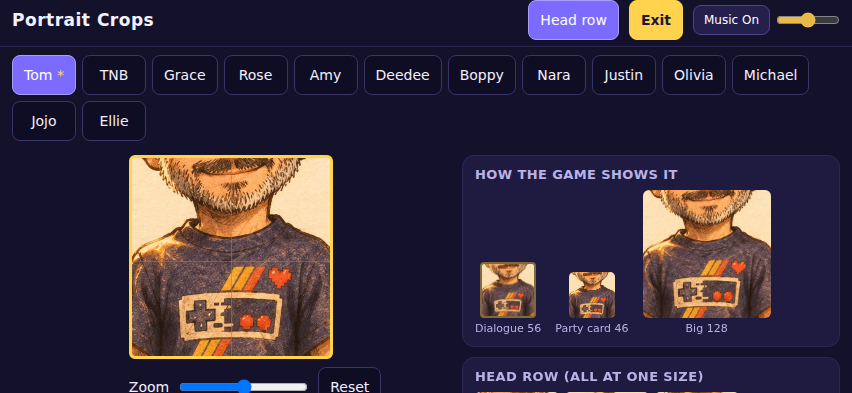 Portrait Crops
Head row
Exit
Music On
Tom *
TNB
Grace
Rose
Amy
Deedee
Boppy
Nara
Justin
Olivia
Michael
Jojo
Ellie
HOW THE GAME SHOWS IT
Dialogue 56
Party card 46
Big 128
Zoom
Reset
HEAD ROW (ALL AT ONE SIZE)